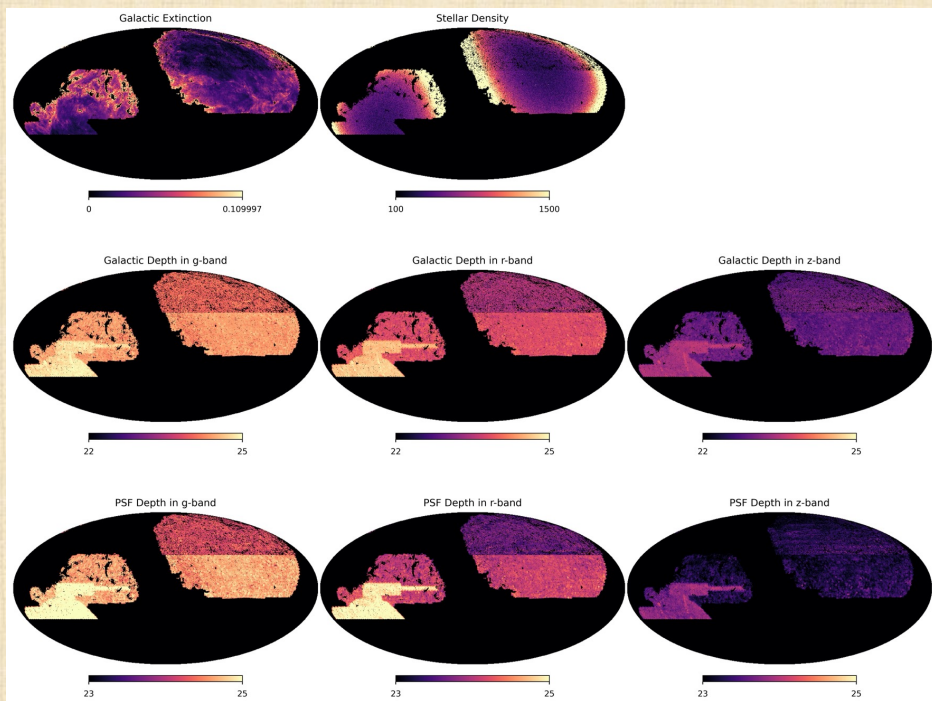 Galactic Extinction
Stellar Density
0 0.109997
100 1500
Galactic Depth in g-band
Galactic Depth in r-band
Galactic Depth in z-band
22 25
22 25
22 25
PSF Depth in g-band
PSF Depth in r-band
PSF Depth in z-band
23 25
23 25
23 25